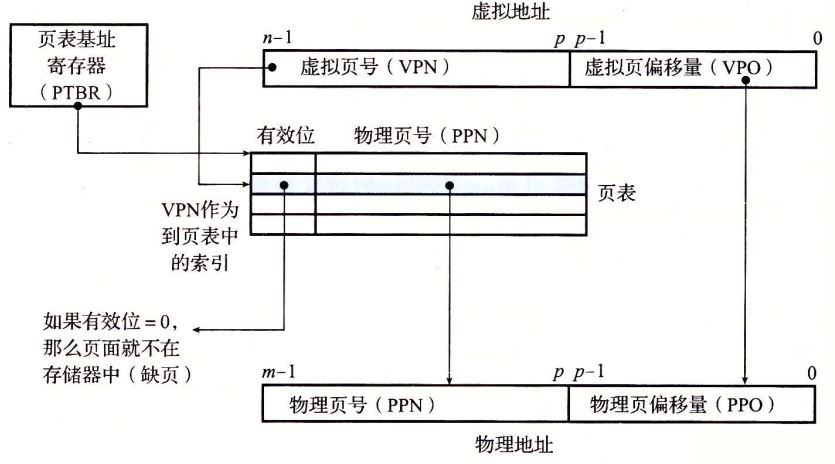 虚拟地址
页表基址
寄存器
（PTBR）
n-1
p
p-1
0
虚拟页号（VPN）
虚拟页偏移量（VPO）
有效位
物理页号（PPN）
页表
VPN作为
到页表中
的索引
如果有效位=0，
那么页面就不在
存储器中（缺页）
m-1
p
p-1
0
物理页号（PPN）
物理页偏移量（PPO）
物理地址